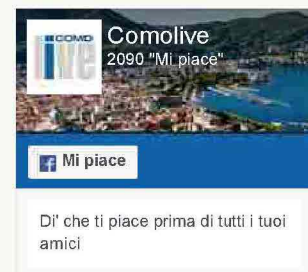 COMO
live
Comolive
2090 "Mi piace"
Mi piace
Di' che ti piace prima di tutti i tuoi
amici